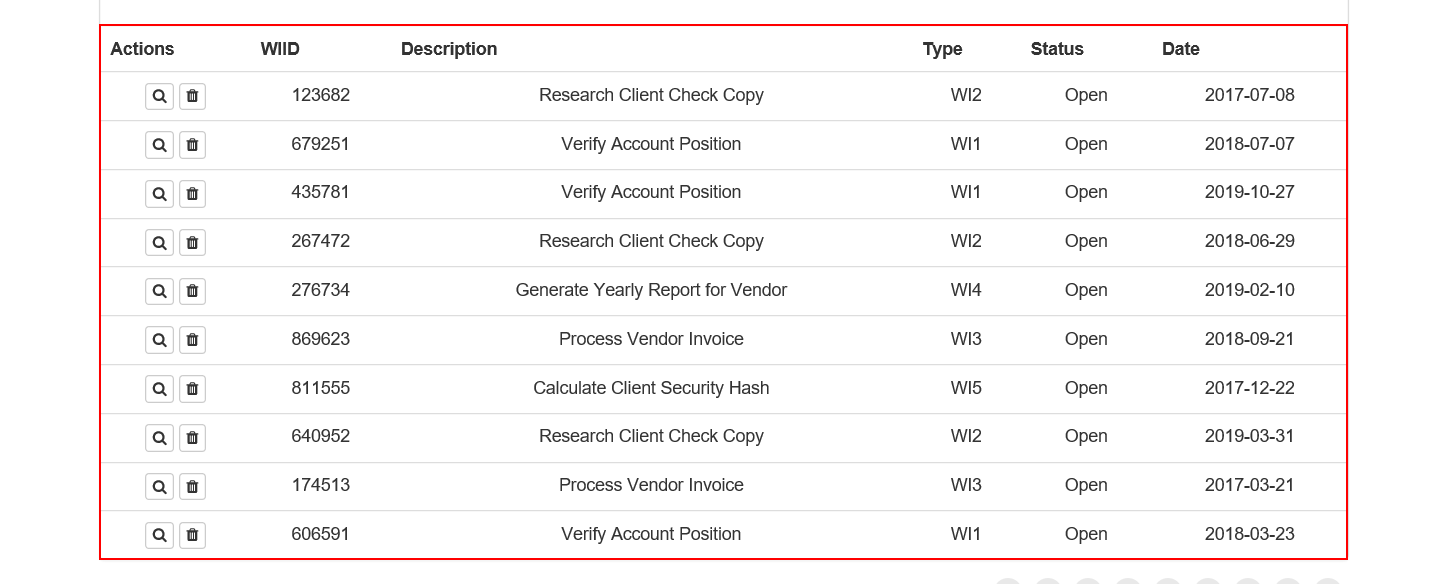 Actions WIID Description Type Status Date
123682 Research Client Check Copy WI2 Open 2017-07-08
679251 Verify Account Position WI1 Open 2018-07-07
435781 Verify Account Position WI1 Open 2019-10-27
267472 Research Client Check Copy WI2 Open 2018-06-29
276734 Generate Yearly Report for Vendor WI4 Open 2019-02-10
869623 Process Vendor Invoice WI3 Open 2018-09-21
811555 Calculate Client Security Hash WI5 Open 2017-12-22
640952 Research Client Check Copy WI2 Open 2019-03-31
174513 Process Vendor Invoice WI3 Open 2017-03-21
606591 Verify Account Position WI1 Open 2018-03-23